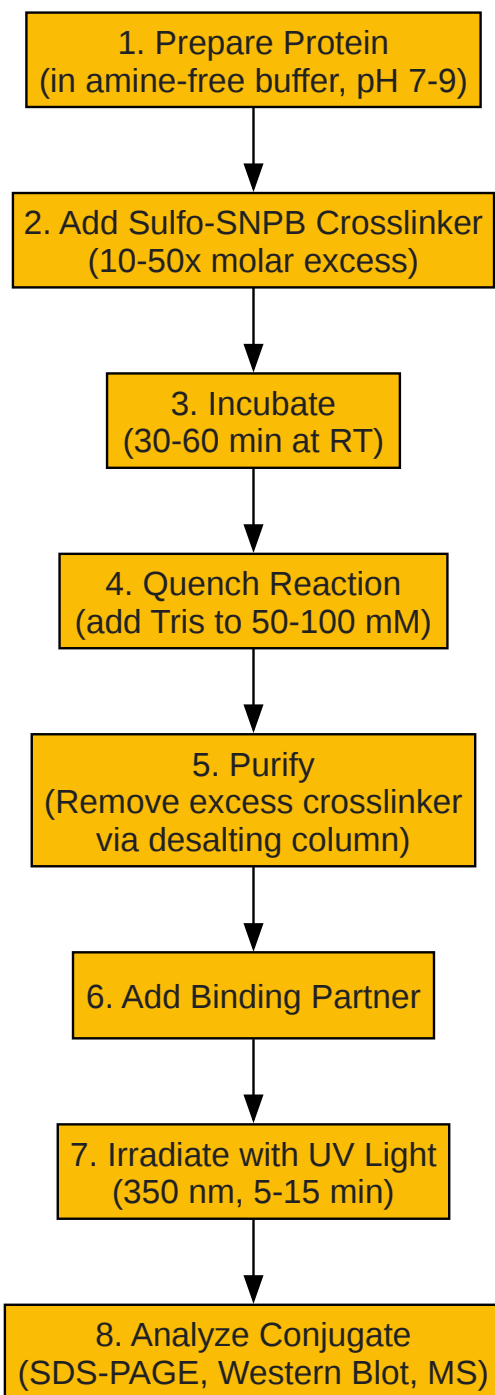 1. Prepare Protein
(in amine-free buffer, pH 7-9)
2. Add Sulfo-SNPB Crosslinker
(10-50x molar excess)
3. Incubate
(30-60 min at RT)
4. Quench Reaction
(add Tris to 50-100 mM)
5. Purify
(Remove excess crosslinker
via desalting column)
6. Add Binding Partner
7. Irradiate with UV Light
(350 nm, 5-15 min)
8. Analyze Conjugate
(SDS-PAGE, Western Blot, MS)